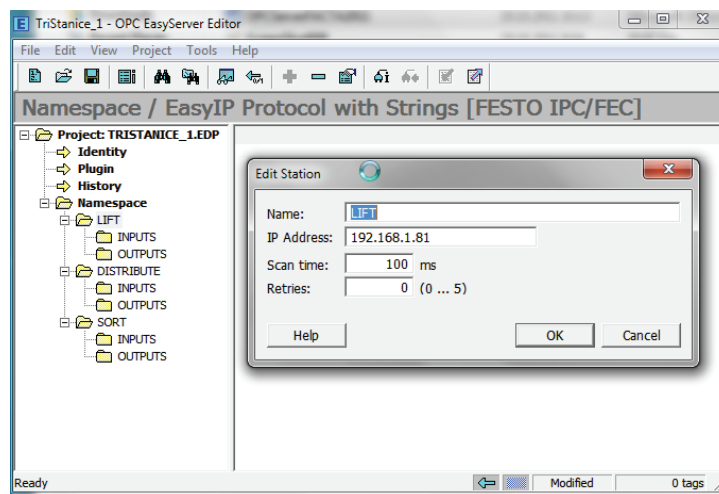 TriStanice_1 - OPC EasyServer Editor
File Edit View Project Tools Help
Namespace / EasyIP Protocol with Strings [FESTO IPC/FEC]
Project: TRISTANICE_1.EDP
Identity
Plugin
History
Namespace
LIFT
INPUTS
OUTPUTS
DISTRIBUTE
INPUTS
OUTPUTS
SORT
INPUTS
OUTPUTS
Edit Station
Name: LIFT
IP Address: 192.168.1.81
Scan time: 100 ms
Retries: 0 (0 ... 5)
Help OK Cancel
Ready Modified 0 tags